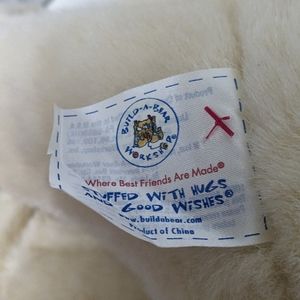 BUILD-A-BEAR
WORKSHOP®
Where Best Friends Are Made®
STUFFED WITH HUGS
AND GOOD WISHES®
www.buildabear.com
Product of China